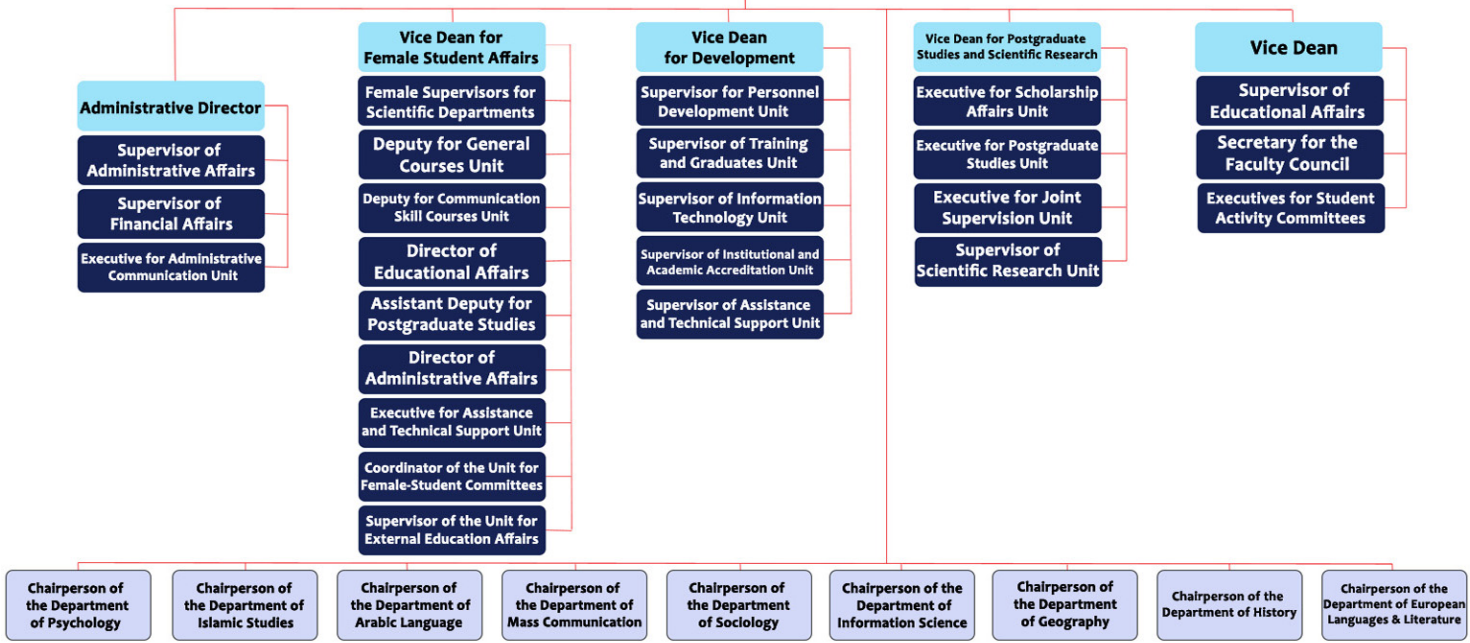 Administrative Director
Supervisor of
Administrative Affairs
Supervisor of
Financial Affairs
Executive for Administrative
Communication Unit
Vice Dean for
Female Student Affairs
Female Supervisors for
Scientific Departments
Deputy for General
Courses Unit
Deputy for Communication
Skill Courses Unit
Director of
Educational Affairs
Assistant Deputy for
Postgraduate Studies
Director of
Administrative Affairs
Executive for Assistance
and Technical Support Unit
Coordinator of the Unit for
Female-Student Committees
Supervisor of the Unit for
External Education Affairs
Vice Dean
for Development
Supervisor for Personnel
Development Unit
Supervisor of Training
and Graduates Unit
Supervisor of Information
Technology Unit
Supervisor of Institutional and
Academic Accreditation Unit
Supervisor of Assistance
and Technical Support Unit
Vice Dean for Postgraduate
Studies and Scientific Research
Executive for Scholarship
Affairs Unit
Executive for Postgraduate
Studies Unit
Executive for Joint
Supervision Unit
Supervisor of
Scientific Research Unit
Vice Dean
Supervisor of
Educational Affairs
Secretary for the
Faculty Council
Executives for Student
Activity Committees
Chairperson of
the Department
of Psychology
Chairperson of
the Department of
Islamic Studies
Chairperson of
the Department of
Arabic Language
Chairperson of
the Department of
Mass Communication
Chairperson of
the Department
of Sociology
Chairperson of the
Department of
Information Science
Chairperson of
the Department
of Geography
Chairperson of the
Department of History
Chairperson of the
Department of European
Languages & Literature